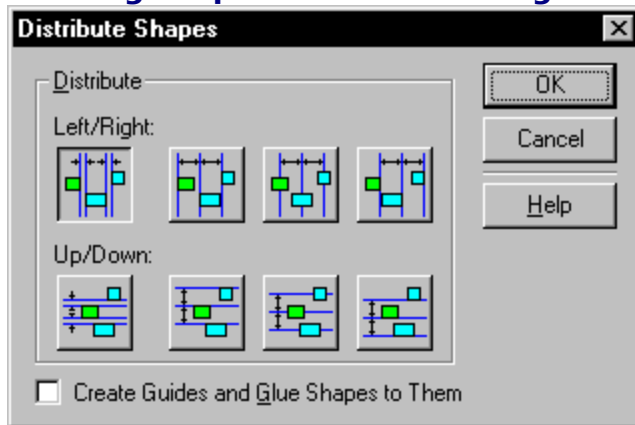 Distribute Shapes
Distribute
OK
Left/Right:
Cancel
Help
Up/Down:
Create Guides and Glue Shapes to Them